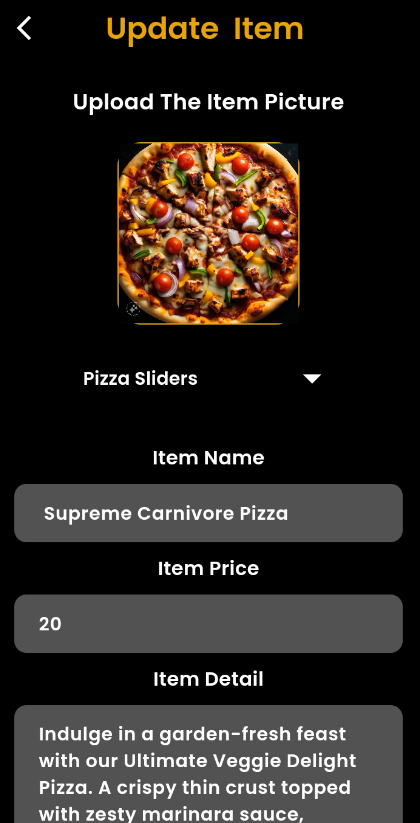 Update Item
Upload The Item Picture
Pizza Sliders
Item Name
Supreme Carnivore Pizza
Item Price
20
Item Detail
Indulge in a garden-fresh feast
with our Ultimate Veggie Delight
Pizza. A crispy thin crust topped
with zesty marinara sauce,